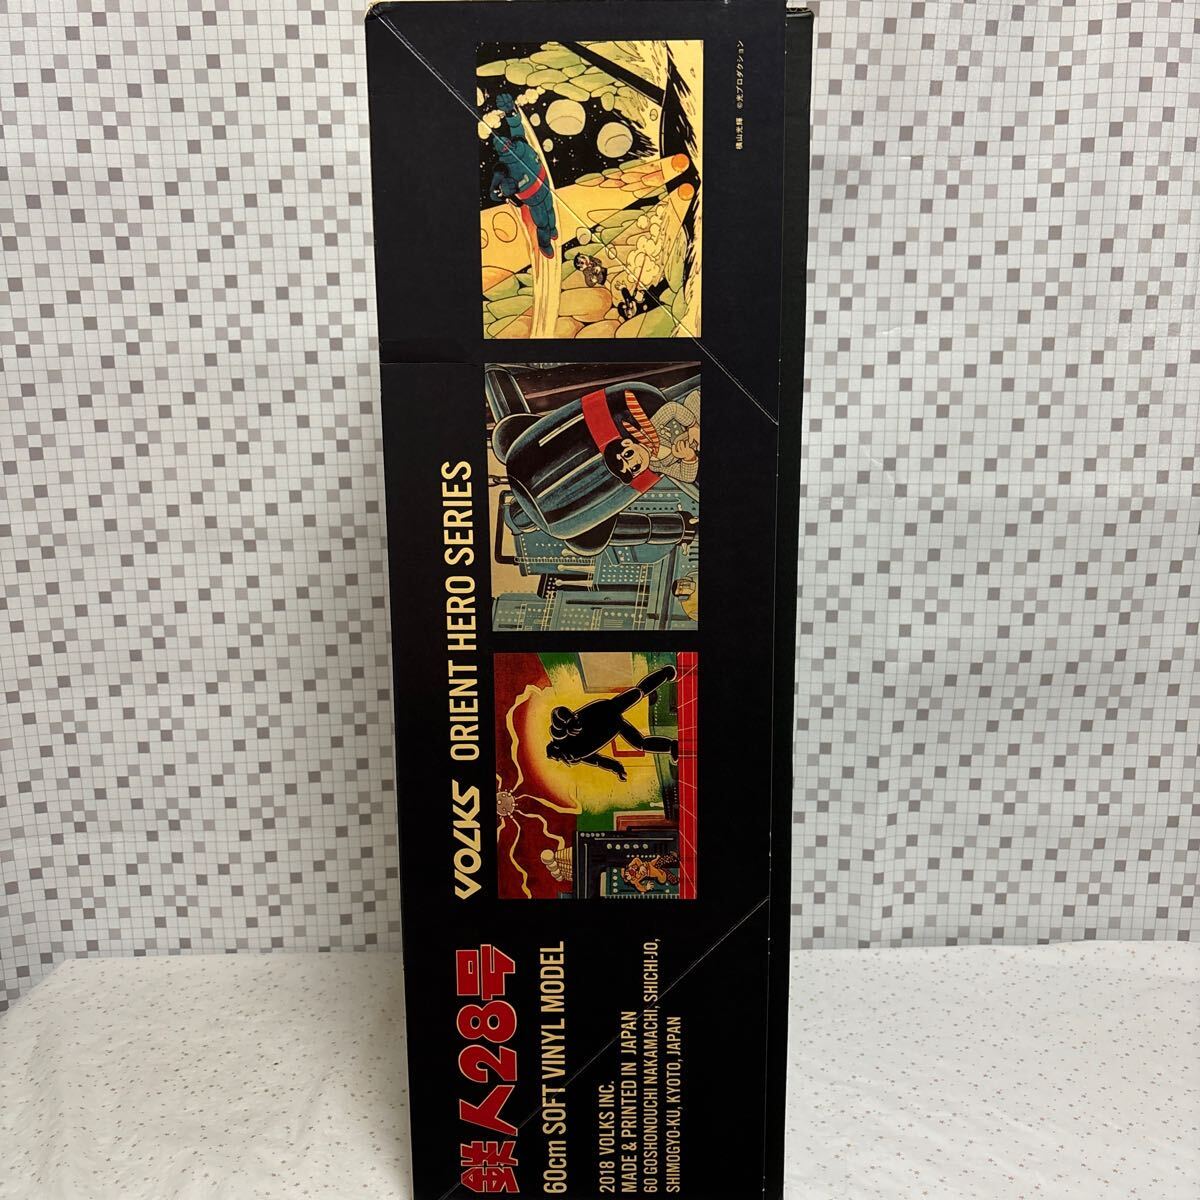 鉄人28号
VOLKS ORIENT HERO SERIES
60cm SOFT VINYL MODEL
2018 VOLKS INC.
MADE & PRINTED IN JAPAN
60 GOSHONOUCHI NAKAMACHI, SHICHI-JO,
SHIMOGYO-KU, KYOTO, JAPAN
横山光輝 ©光プロダクション